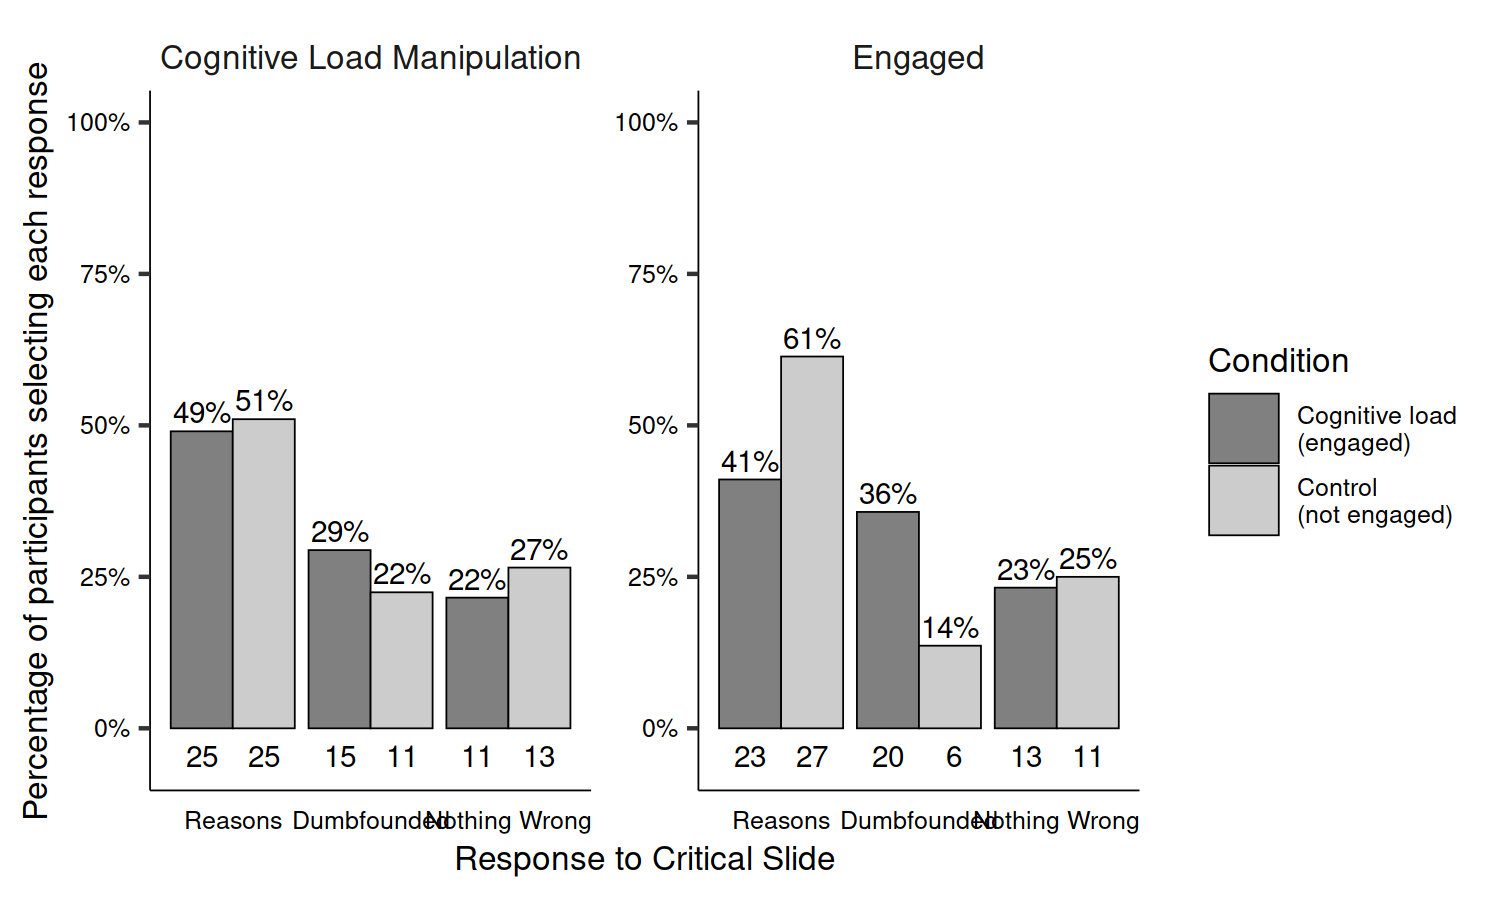 Cognitive Load Manipulation
Engaged
Percentage of participants selecting each response
100%
75%
50%
25%
0%
49%
51%
29%
22%
22%
27%
25
25
15
11
11
13
Reasons
Dumbfounded
Nothing Wrong
100%
75%
50%
25%
0%
41%
61%
36%
14%
23%
25%
23
27
20
6
13
11
Reasons
Dumbfounded
Nothing Wrong
Response to Critical Slide
Condition
Cognitive load
(engaged)
Control
(not engaged)